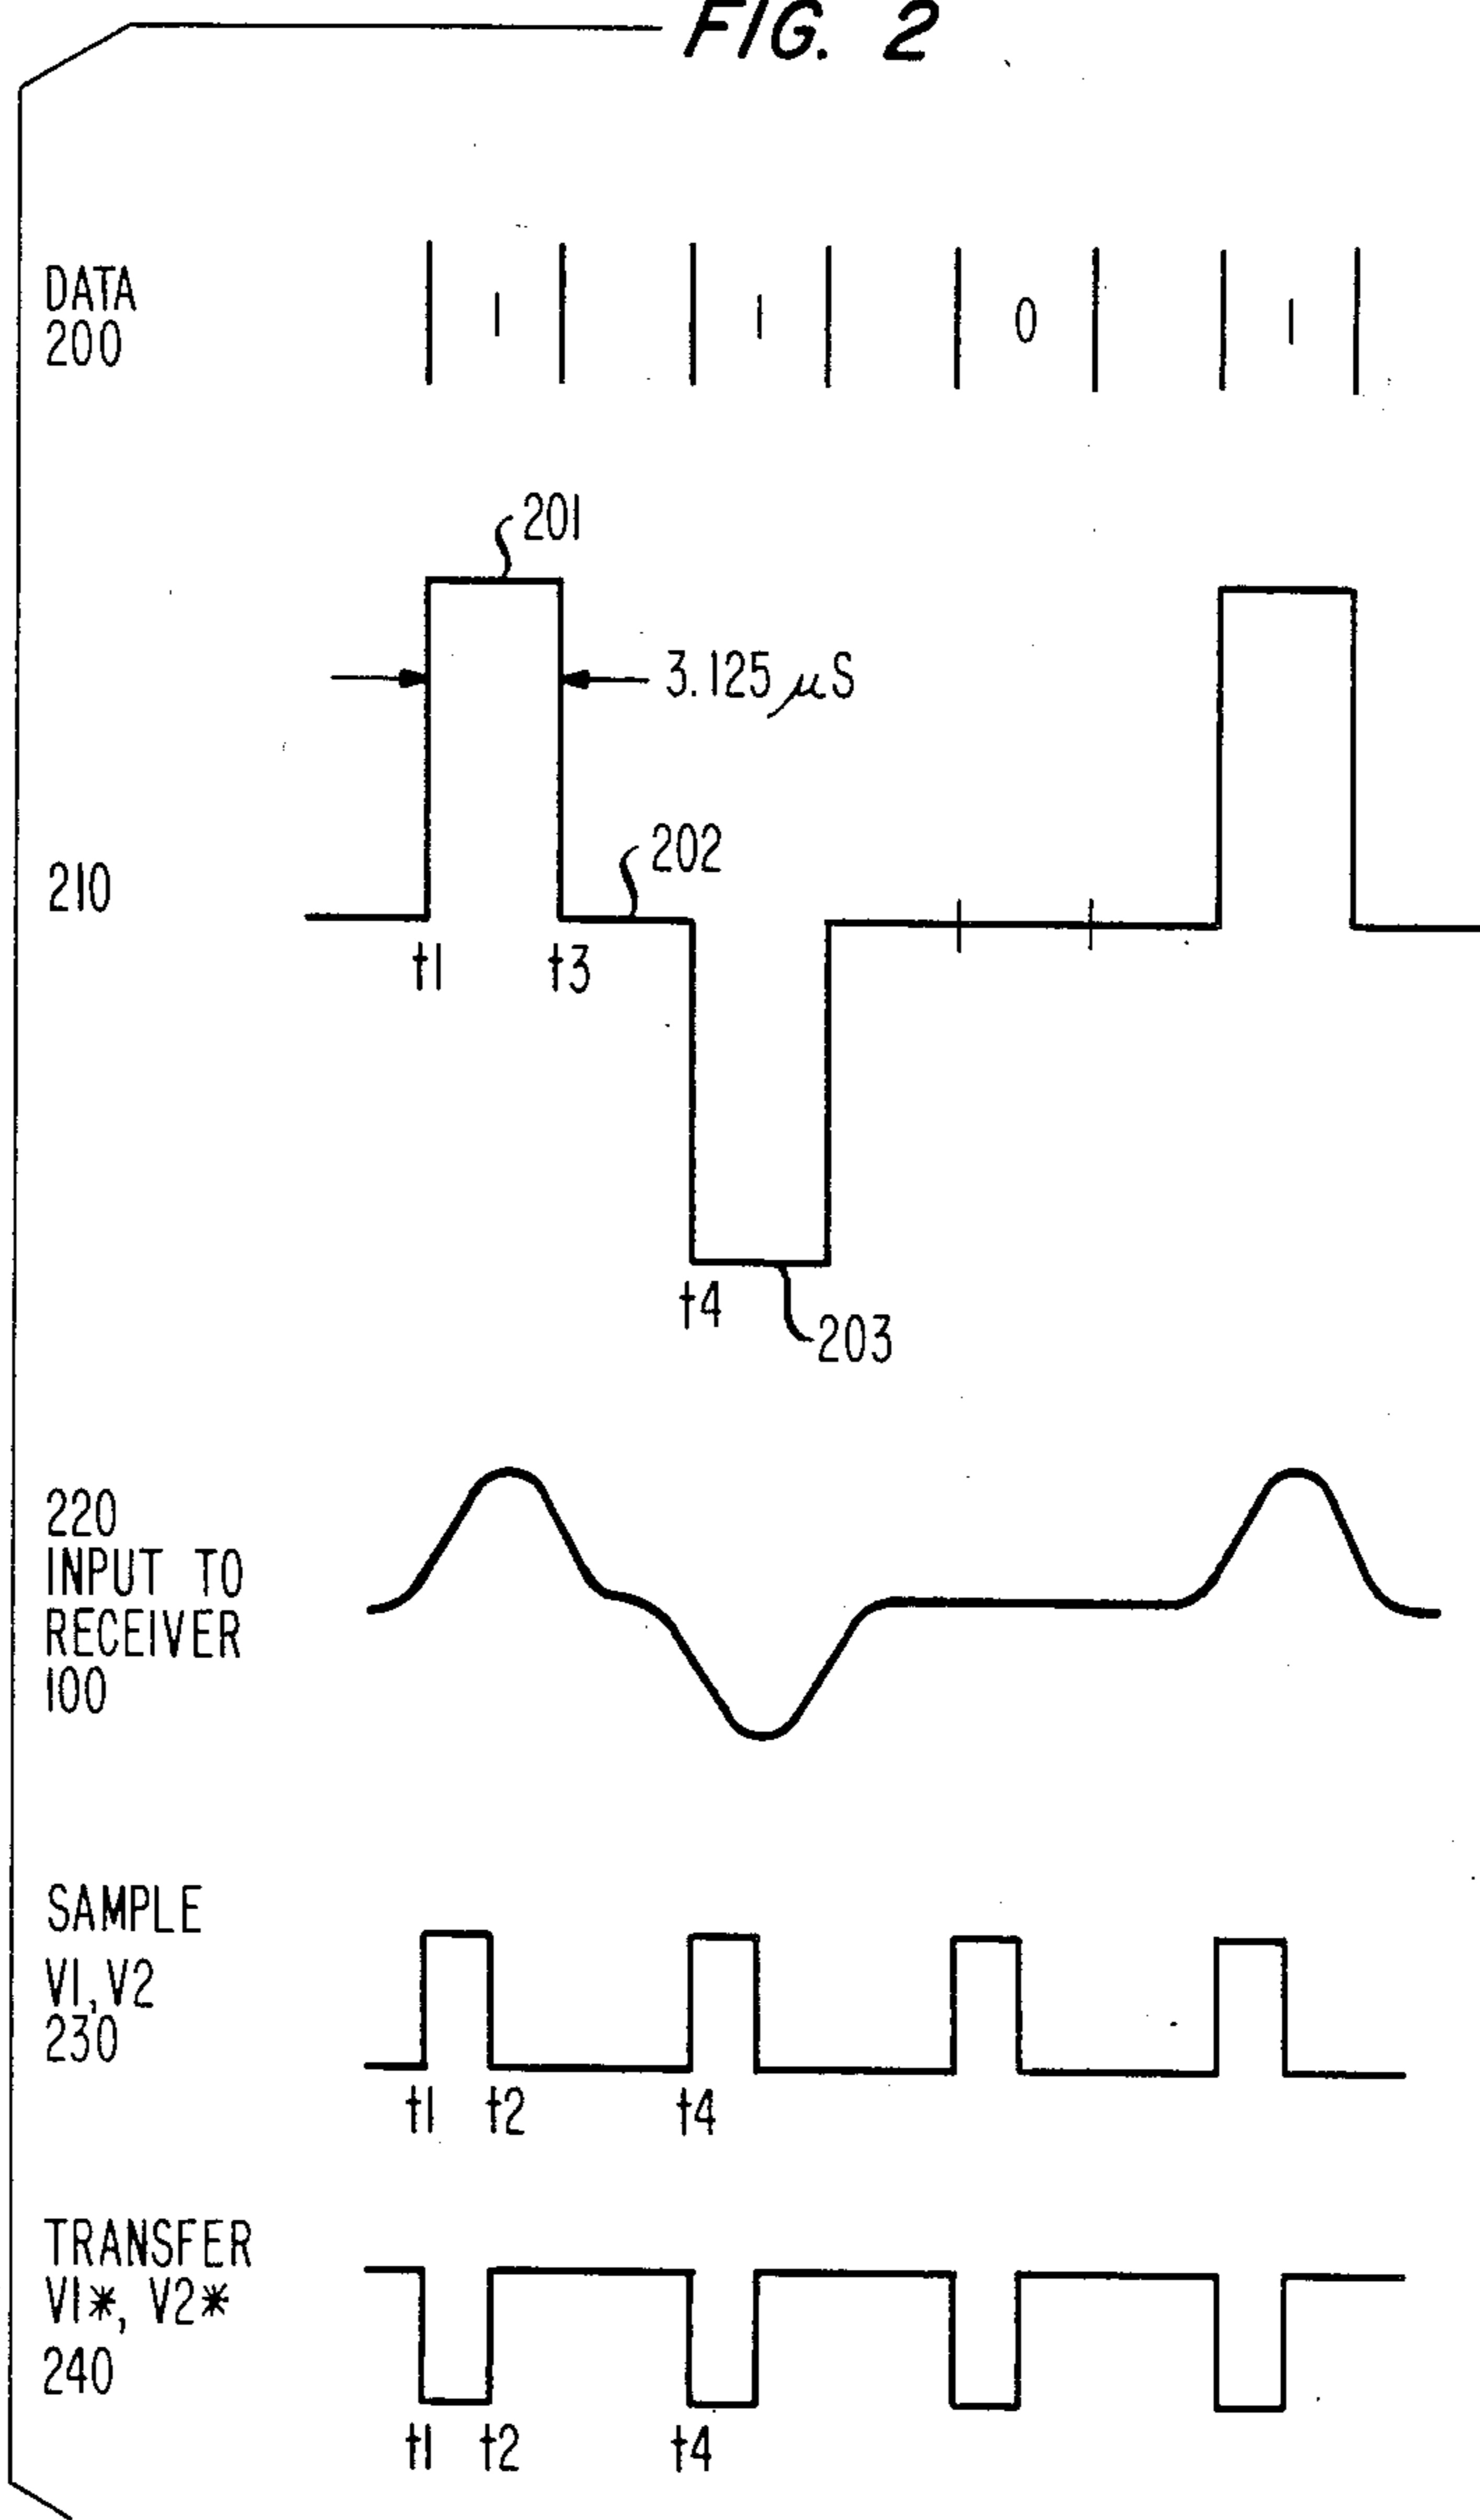 FIG. 2
DATA
200
1 1 0 1
201
3.125 μS
202
210
t1 t3
t4
203
220
INPUT TO
RECEIVER
100
SAMPLE
V1, V2
230
t1 t2 t4
TRANSFER
V1*, V2*
240
t1 t2 t4